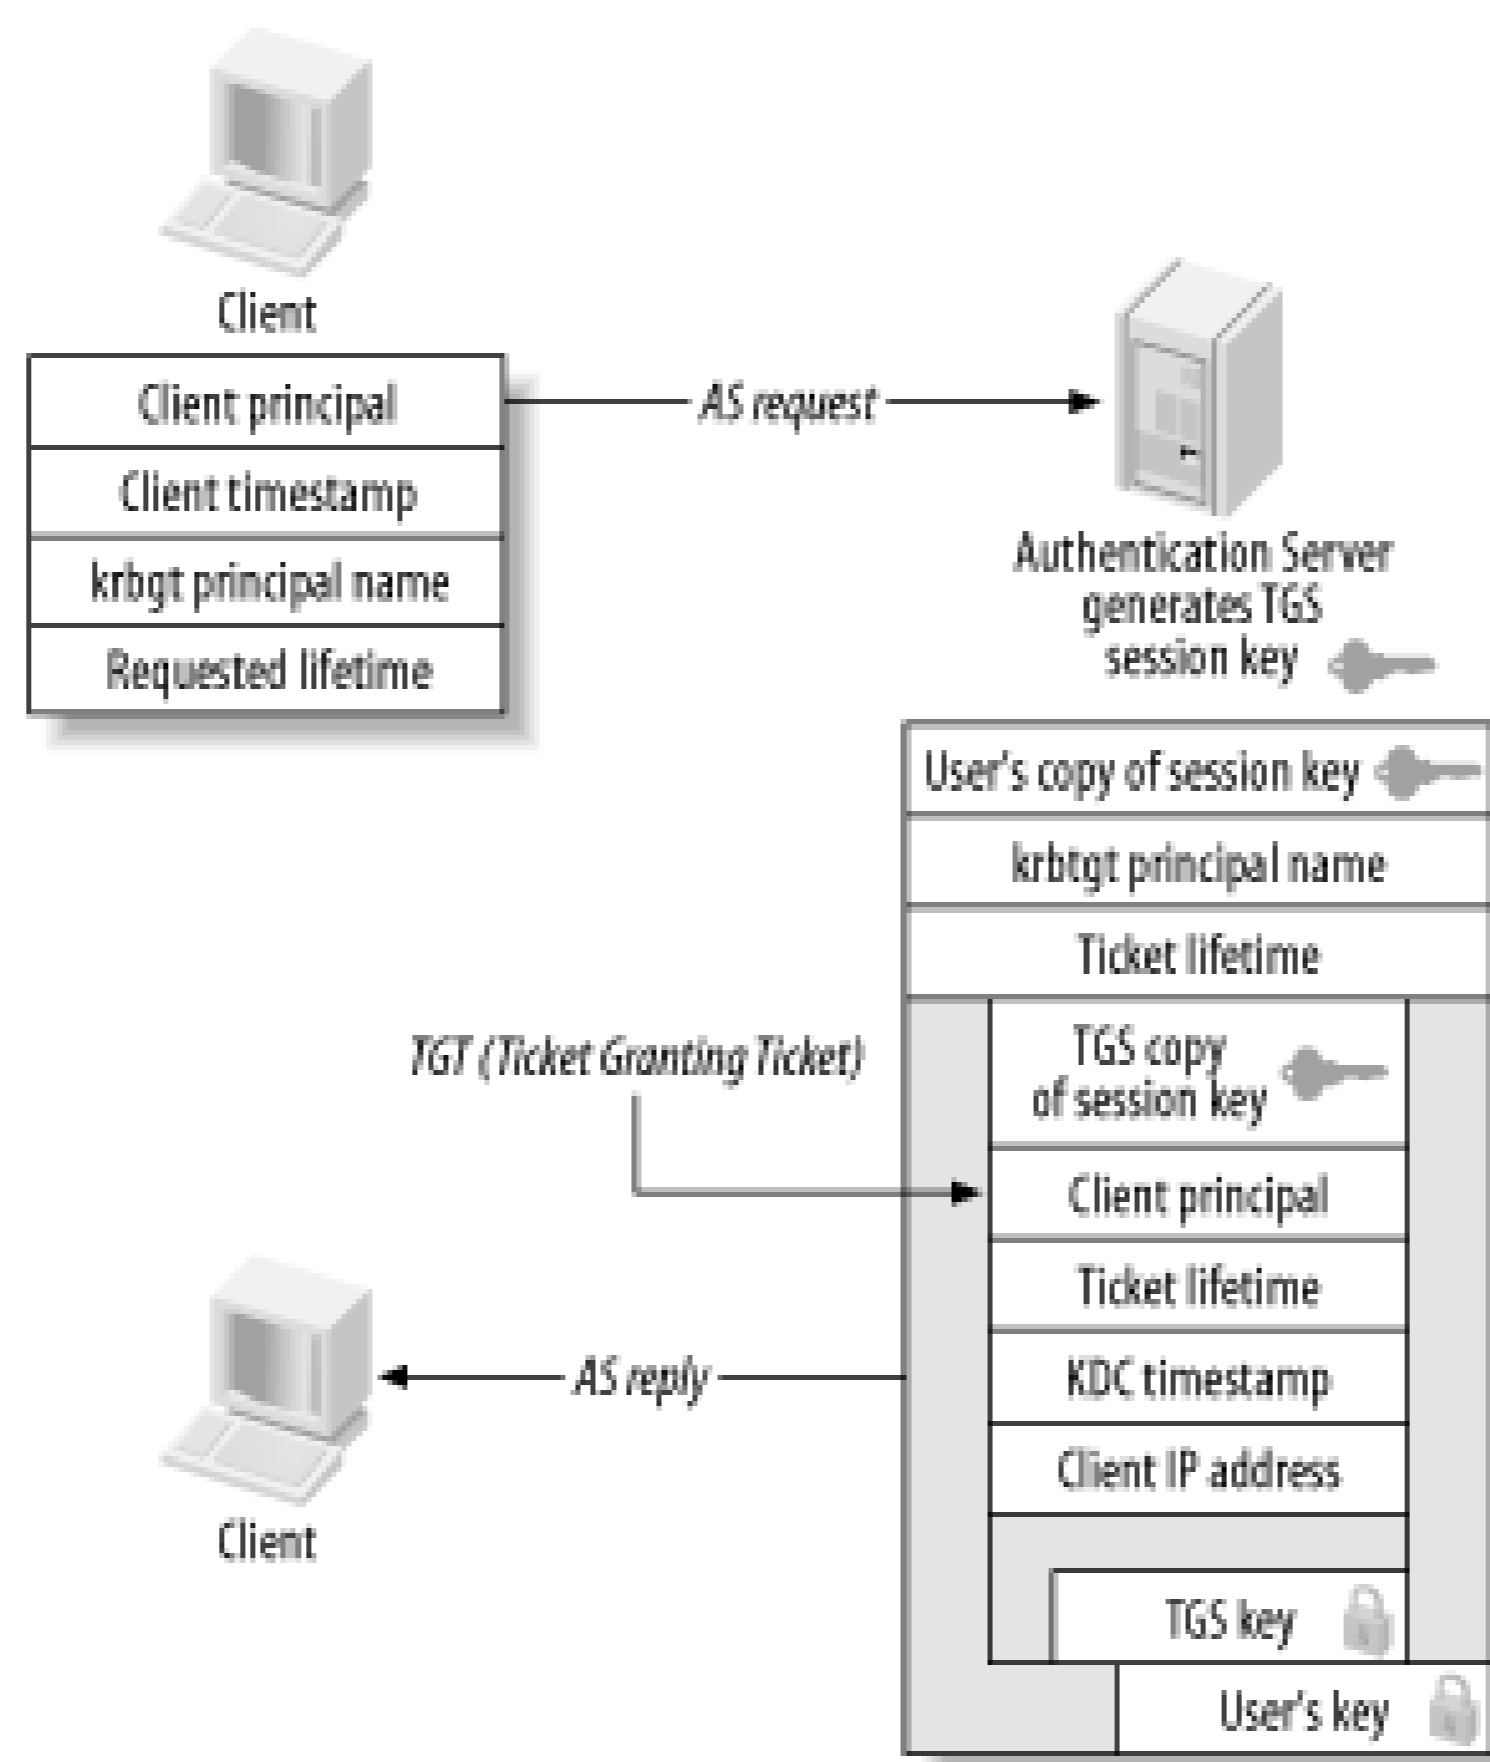 Client
Client principal
AS request
Client timestamp
krbgt principal name
Requested lifetime
Authentication Server
generates TGS
session key
User's copy of session key
krbtgt principal name
Ticket lifetime
TGT (Ticket Granting Ticket)
TGS copy
of session key
Client principal
Ticket lifetime
AS reply
KDC timestamp
Client IP address
Client
TGS key
User's key